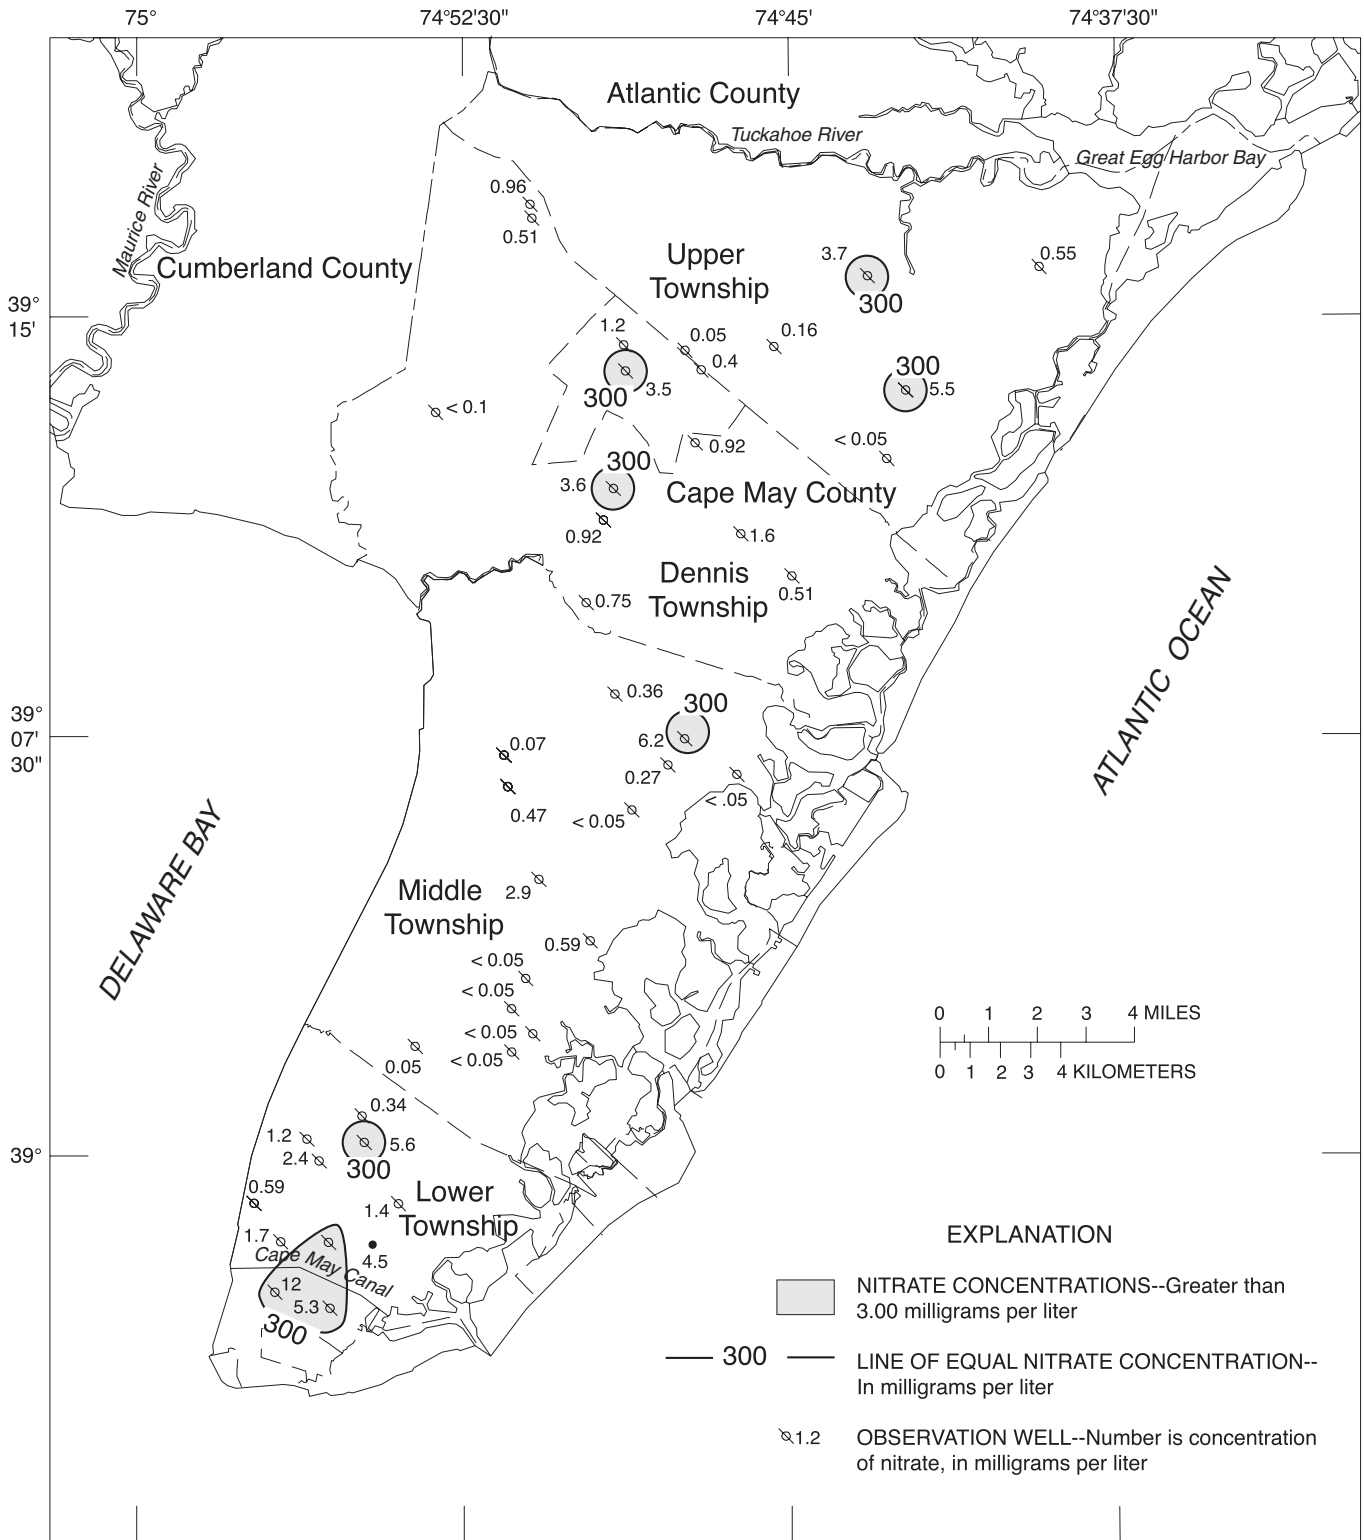 75°
74°52'30"
74°45'
74°37'30"
Atlantic County
Tuckahoe River
Great Egg Harbor Bay
Maurice River
Cumberland County
0.96
0.51
Upper
Township
3.7
300
0.55
39°
15'
1.2
0.05
0.16
0.4
3.5
300
300
5.5
< 0.1
0.92
< 0.05
300
3.6
Cape May County
0.92
1.6
Dennis
Township
0.51
0.75
ATLANTIC OCEAN
0.36
300
39°
07'
30"
6.2
0.07
0.27
< .05
0.47
< 0.05
DELAWARE BAY
Middle
Township
2.9
0.59
< 0.05
< 0.05
< 0.05
< 0.05
0.05
0 1 2 3 4 MILES
0 1 2 3 4 KILOMETERS
0.34
1.2
5.6
2.4
300
39°
0.59
1.4
Lower
Township
1.7
4.5
Cape May Canal
12
5.3
300
EXPLANATION
NITRATE CONCENTRATIONS--Greater than
3.00 milligrams per liter
300
LINE OF EQUAL NITRATE CONCENTRATION--
In milligrams per liter
1.2
OBSERVATION WELL--Number is concentration
of nitrate, in milligrams per liter